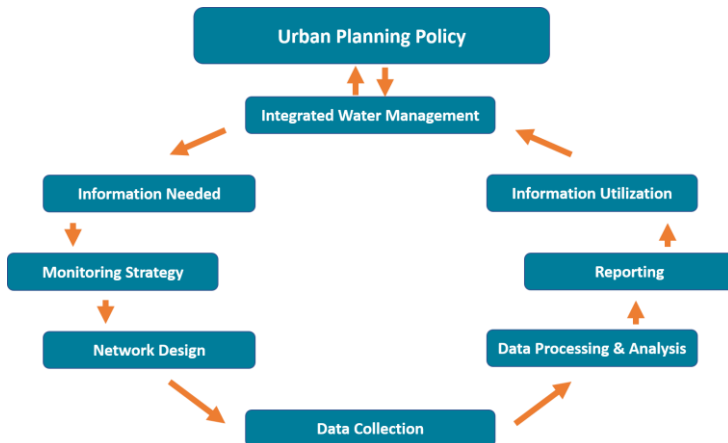 Urban Planning Policy
Integrated Water Management
Information Needed
Information Utilization
Monitoring Strategy
Reporting
Network Design
Data Processing & Analysis
Data Collection